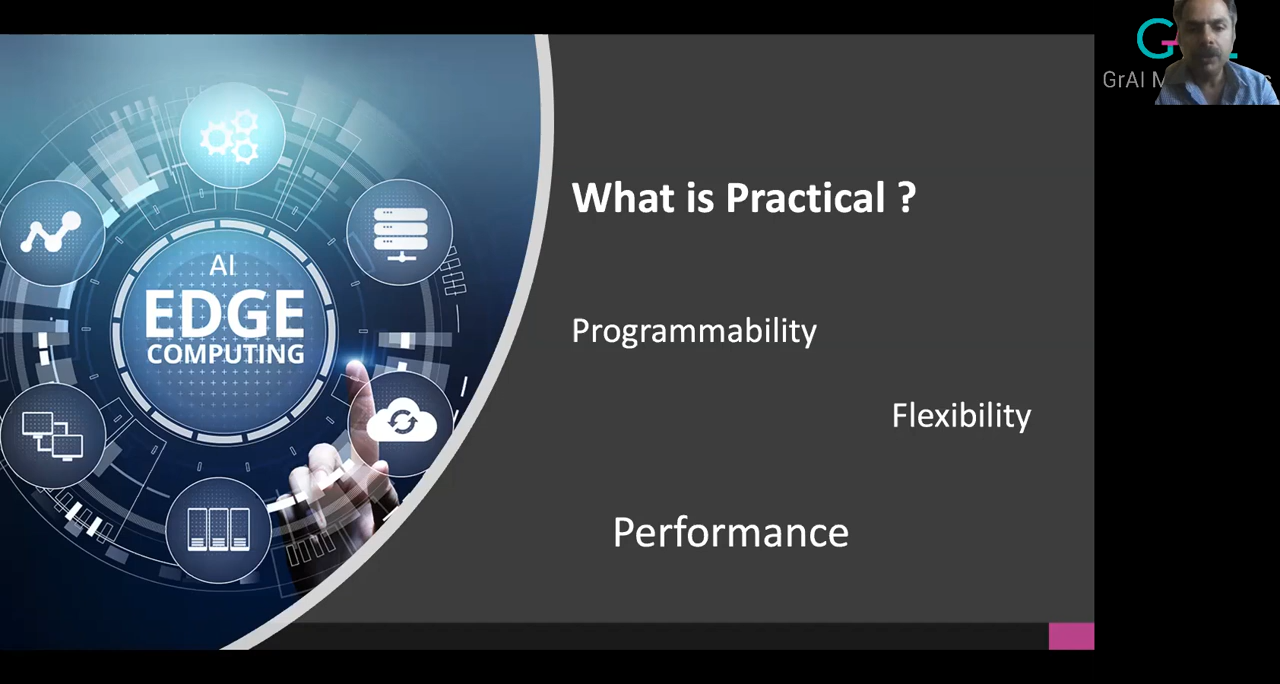 AI
EDGE
COMPUTING
What is Practical ?
Programmability
Flexibility
Performance
GrAI